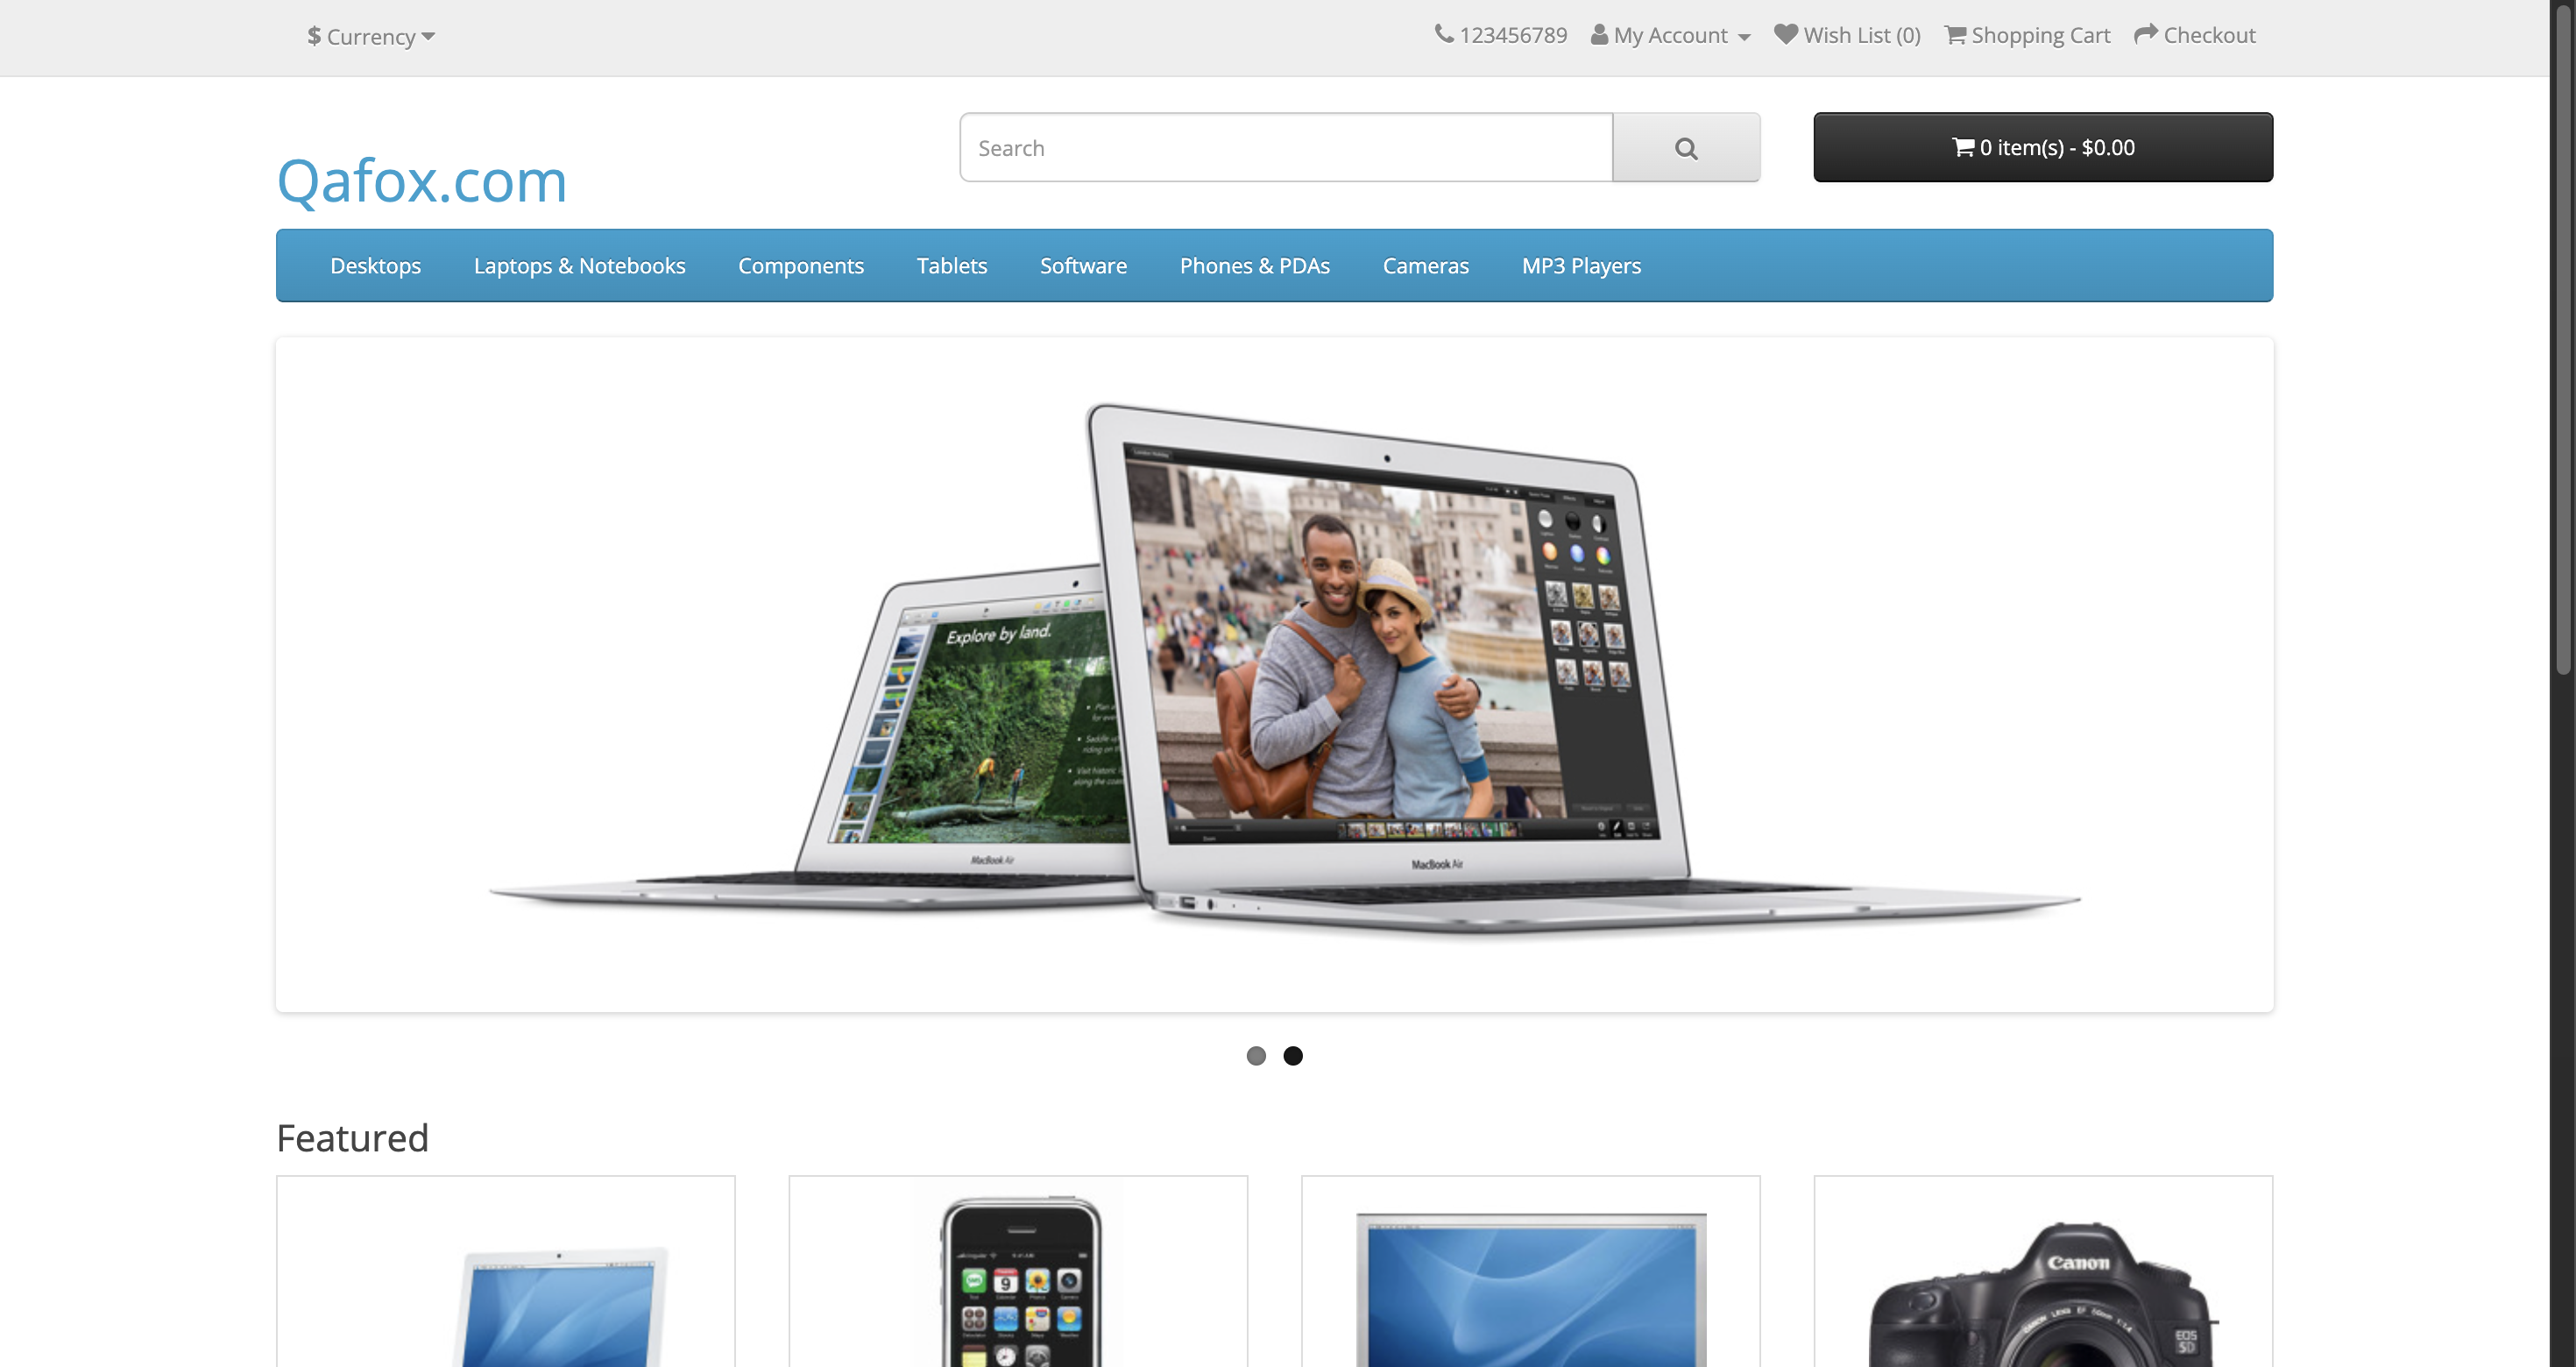 $ Currency
123456789 My Account Wish List (0) Shopping Cart Checkout
Qafox.com
Search
0 item(s) - $0.00
Desktops Laptops & Notebooks Components Tablets Software Phones & PDAs Cameras MP3 Players
Explore by land.
MacBook Air
MacBook Air
Featured
Canon
EOS
5D